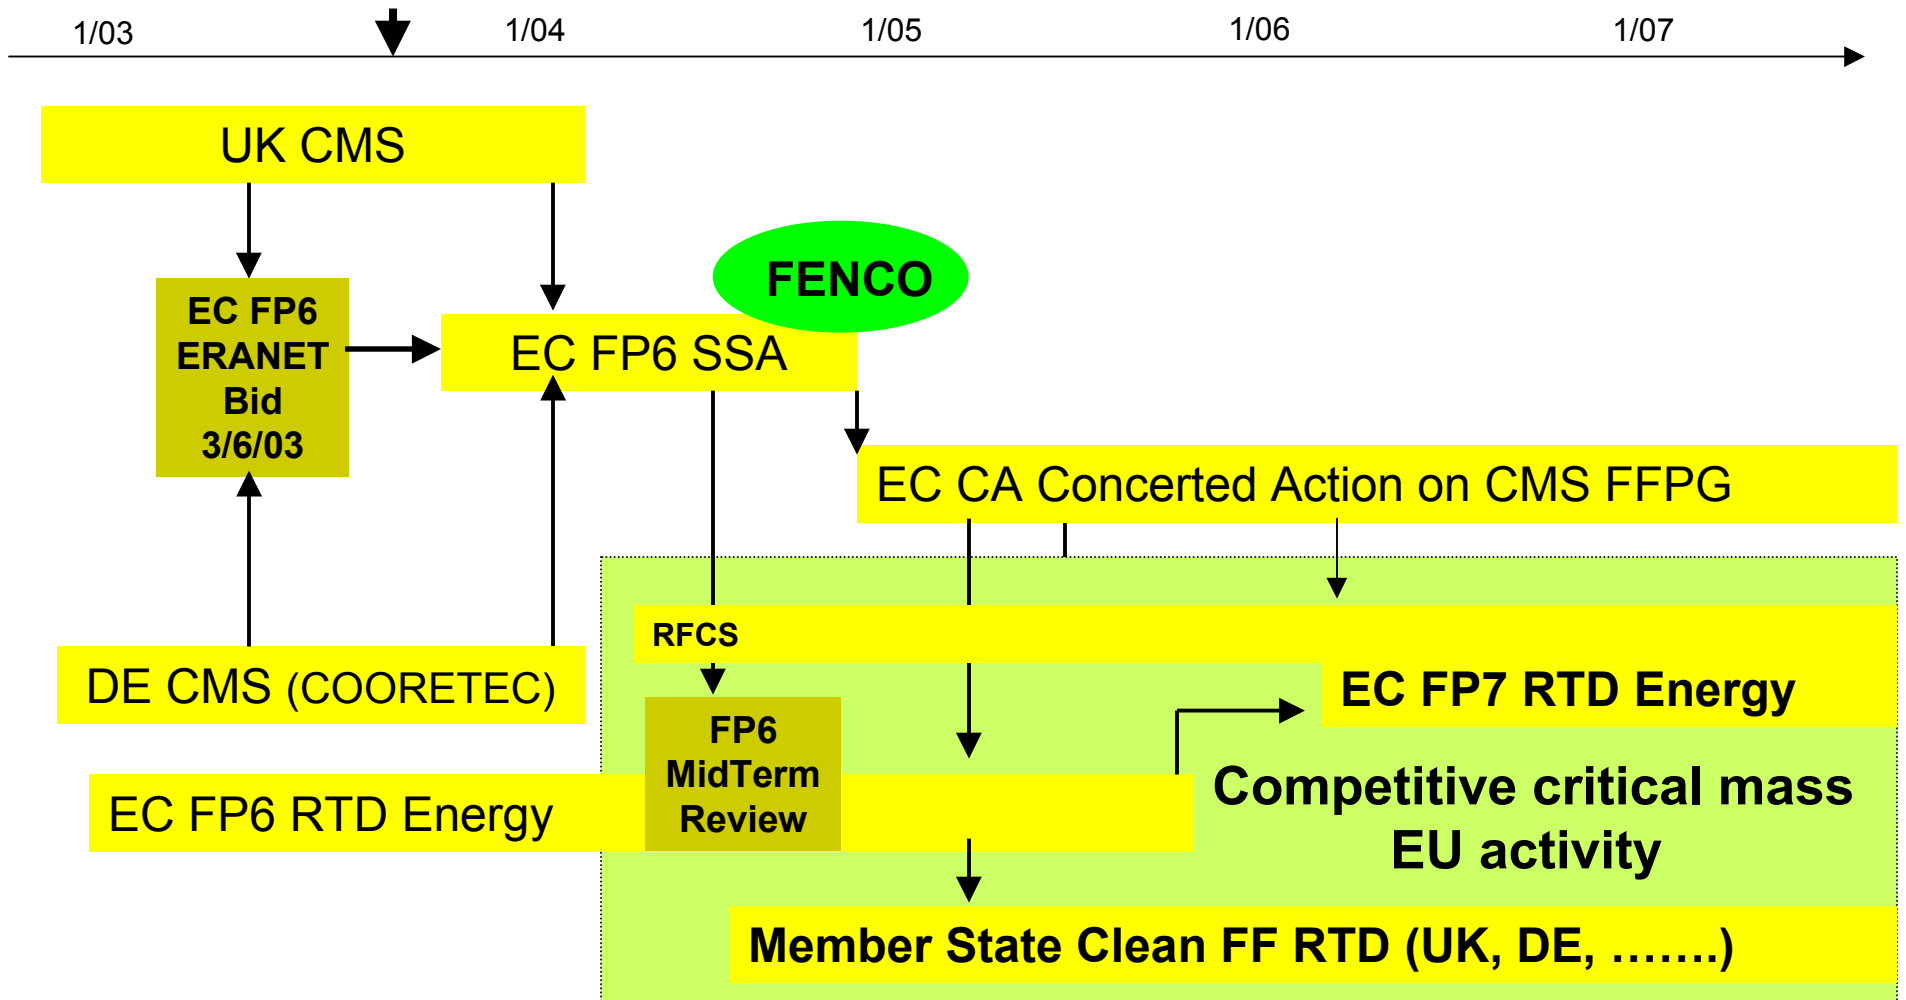 1/03 1/04 1/05 1/06 1/07
UK CMS
FENCO
EC FP6
ERANET
Bid
3/6/03
EC FP6 SSA
EC CA Concerted Action on CMS FFPG
RFCS
DE CMS (COORETEC)
EC FP7 RTD Energy
FP6
MidTerm
Review
EC FP6 RTD Energy
Competitive critical mass
EU activity
Member State Clean FF RTD (UK, DE, …….)